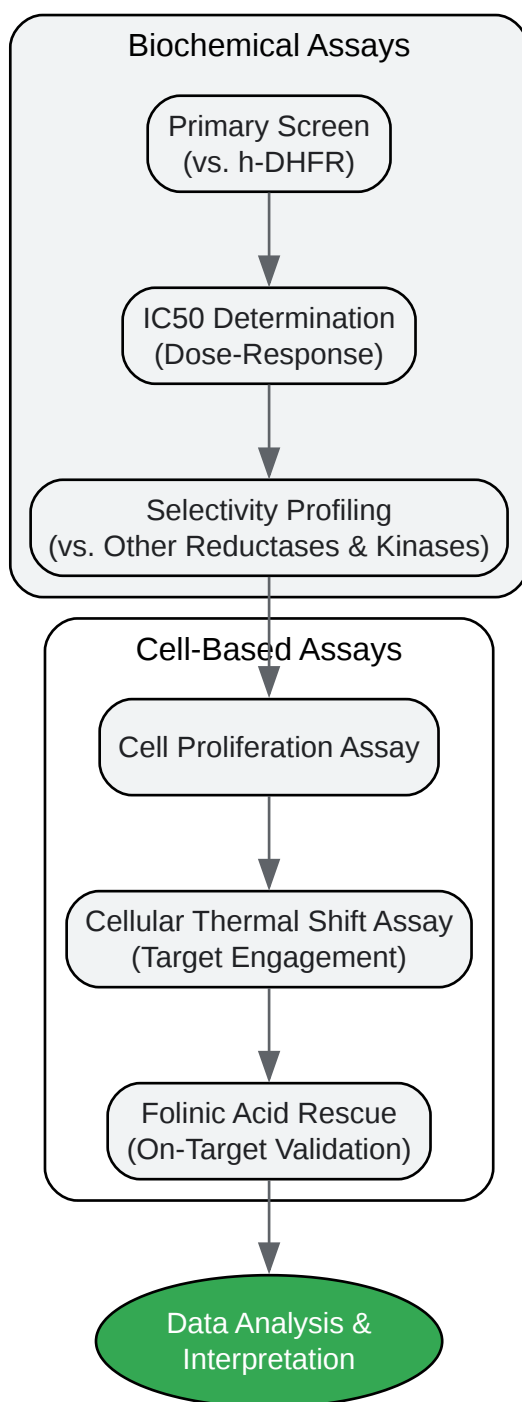 Biochemical Assays
Primary Screen
(vs. h-DHFR)
IC50 Determination
(Dose-Response)
Selectivity Profiling
(vs. Other Reductases & Kinases)
Cell-Based Assays
Cell Proliferation Assay
Cellular Thermal Shift Assay
(Target Engagement)
Folinic Acid Rescue
(On-Target Validation)
Data Analysis &
Interpretation